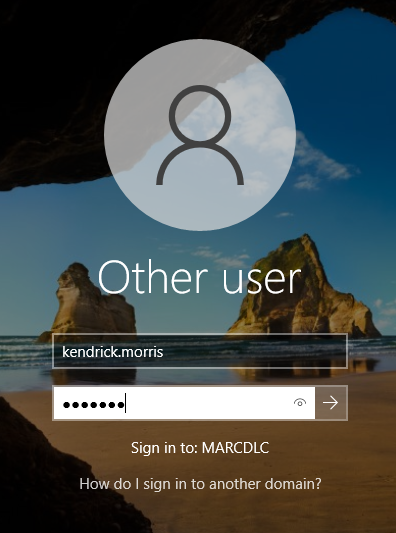 Other user
kendrick.morris
●●●●●●●
Sign in to: MARCDLC
How do I sign in to another domain?